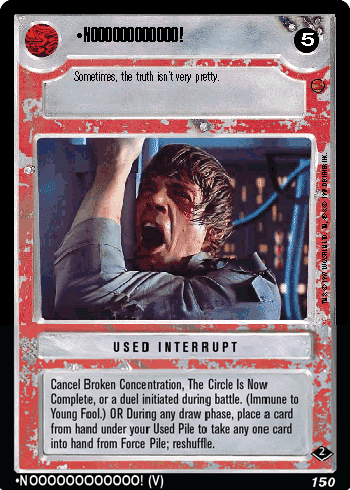 •NOOOOOOOOOOOO!
5
Sometimes, the truth isn't very pretty.
USED INTERRUPT
Cancel Broken Concentration, The Circle Is Now
Complete, or a duel initiated during battle. (Immune to
Young Fool.) OR During any draw phase, place a card
from hand under your Used Pile to take any one card
into hand from Force Pile; reshuffle.
2
•NOOOOOOOOOOOO! (V)
150